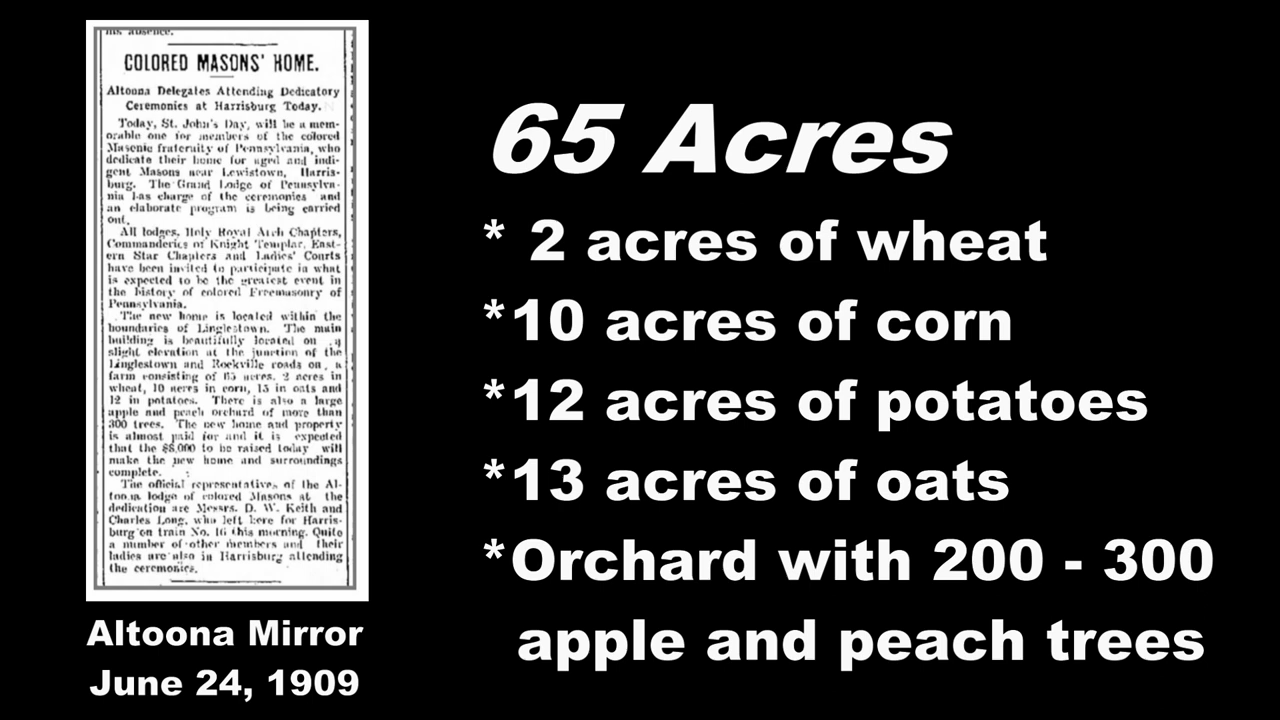 his absence.
COLORED MASONS' HOME.
Altoona Delegates Attending Dedicatory
Ceremonies at Harrisburg Today.
Today, St. John's Day, will be a mem-
orable one for members of the colored
Masonic fraternity of Pennsylvania, who
dedicate their home for aged and indi-
gent Masons near Lewistown, Harris-
burg. The Grand Lodge of Pennsylva-
nia has charge of the ceremonies and
an elaborate program is being carried
out.
All lodges, Holy Royal Arch Chapters,
Commanderies of Knight Templar, East-
ern Star Chapters and Ladies' Courts
have been invited to participate in what
is expected to be the greatest event in
the history of colored Freemasonry of
Pennsylvania.
The new home is located within the
boundaries of Linglestown. The main
building is beautifully located on a
slight elevation at the junction of the
Linglestown and Rockville roads on a
farm consisting of 65 acres. 2 acres in
wheat, 10 acres in corn, 13 in oats and
12 in potatoes. There is also a large
apple and peach orchard of more than
300 trees. The new home and property
is almost paid for and it is expected
that the $8,000 to be raised today will
make the new home and surroundings
complete.
The official representatives of the Al-
toona lodge of colored Masons at the
dedication are Messrs. D. W. Keith and
Charles Long, who left here for Harris-
burg on train No. 16 this morning. Quite
a number of other members and their
ladies are also in Harrisburg attending
the ceremonies.
Altoona Mirror
June 24, 1909
65 Acres
* 2 acres of wheat
*10 acres of corn
*12 acres of potatoes
*13 acres of oats
*Orchard with 200 - 300
apple and peach trees